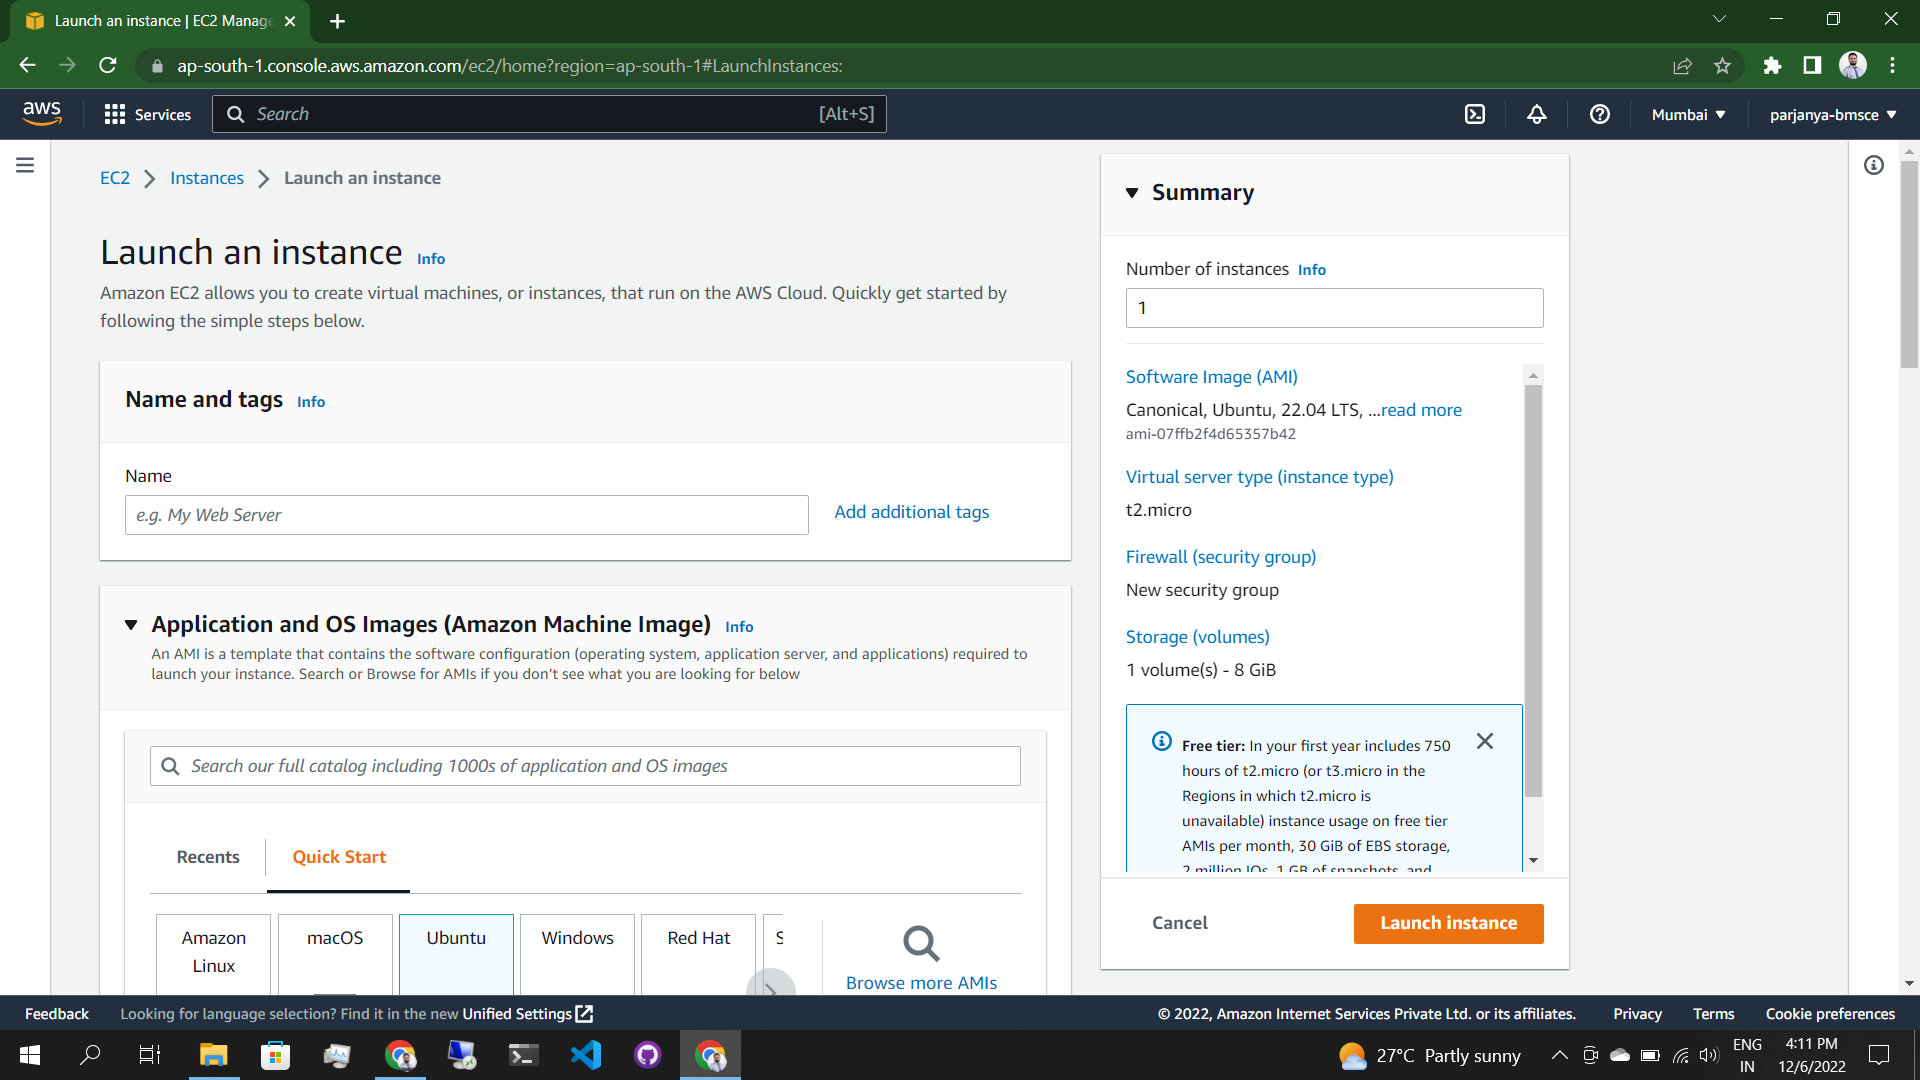 Launch an instance | EC2 Manage
ap-south-1.console.aws.amazon.com/ec2/home?region=ap-south-1#LaunchInstances:
aws
Services
Search
[Alt+S]
Mumbai
parjanya-bmsce
EC2
Instances
Launch an instance
Launch an instance Info
Amazon EC2 allows you to create virtual machines, or instances, that run on the AWS Cloud. Quickly get started by
following the simple steps below.
Name and tags Info
Name
e.g. My Web Server
Add additional tags
Application and OS Images (Amazon Machine Image) Info
An AMI is a template that contains the software configuration (operating system, application server, and applications) required to
launch your instance. Search or Browse for AMIs if you don’t see what you are looking for below
Search our full catalog including 1000s of application and OS images
Recents
Quick Start
Amazon
Linux
macOS
Ubuntu
Windows
Red Hat
S
Browse more AMIs
Summary
Number of instances Info
1
Software Image (AMI)
Canonical, Ubuntu, 22.04 LTS, ...read more
ami-07ffb2f4d65357b42
Virtual server type (instance type)
t2.micro
Firewall (security group)
New security group
Storage (volumes)
1 volume(s) - 8 GiB
Free tier: In your first year includes 750
hours of t2.micro (or t3.micro in the
Regions in which t2.micro is
unavailable) instance usage on free tier
AMIs per month, 30 GiB of EBS storage,
2 million IOs, 1 GB of snapshots, and
Cancel
Launch instance
Feedback
Looking for language selection? Find it in the new Unified Settings
© 2022, Amazon Internet Services Private Ltd. or its affiliates.
Privacy
Terms
Cookie preferences
27°C Partly sunny
ENG
IN
4:11 PM
12/6/2022